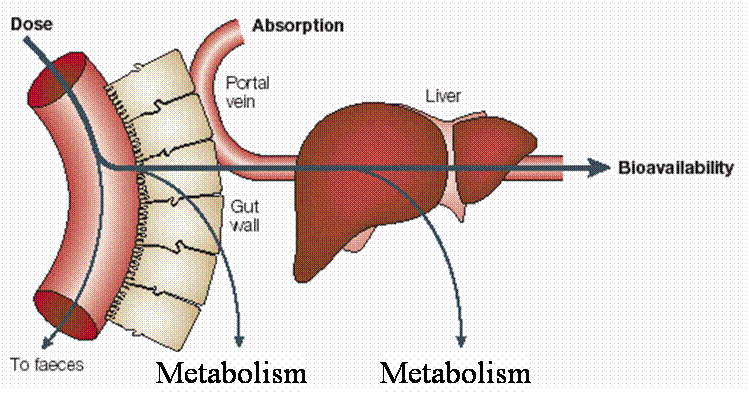 Dose
Absorption
Portal
vein
Liver
Bioavailability
Gut
wall
To faeces
Metabolism
Metabolism